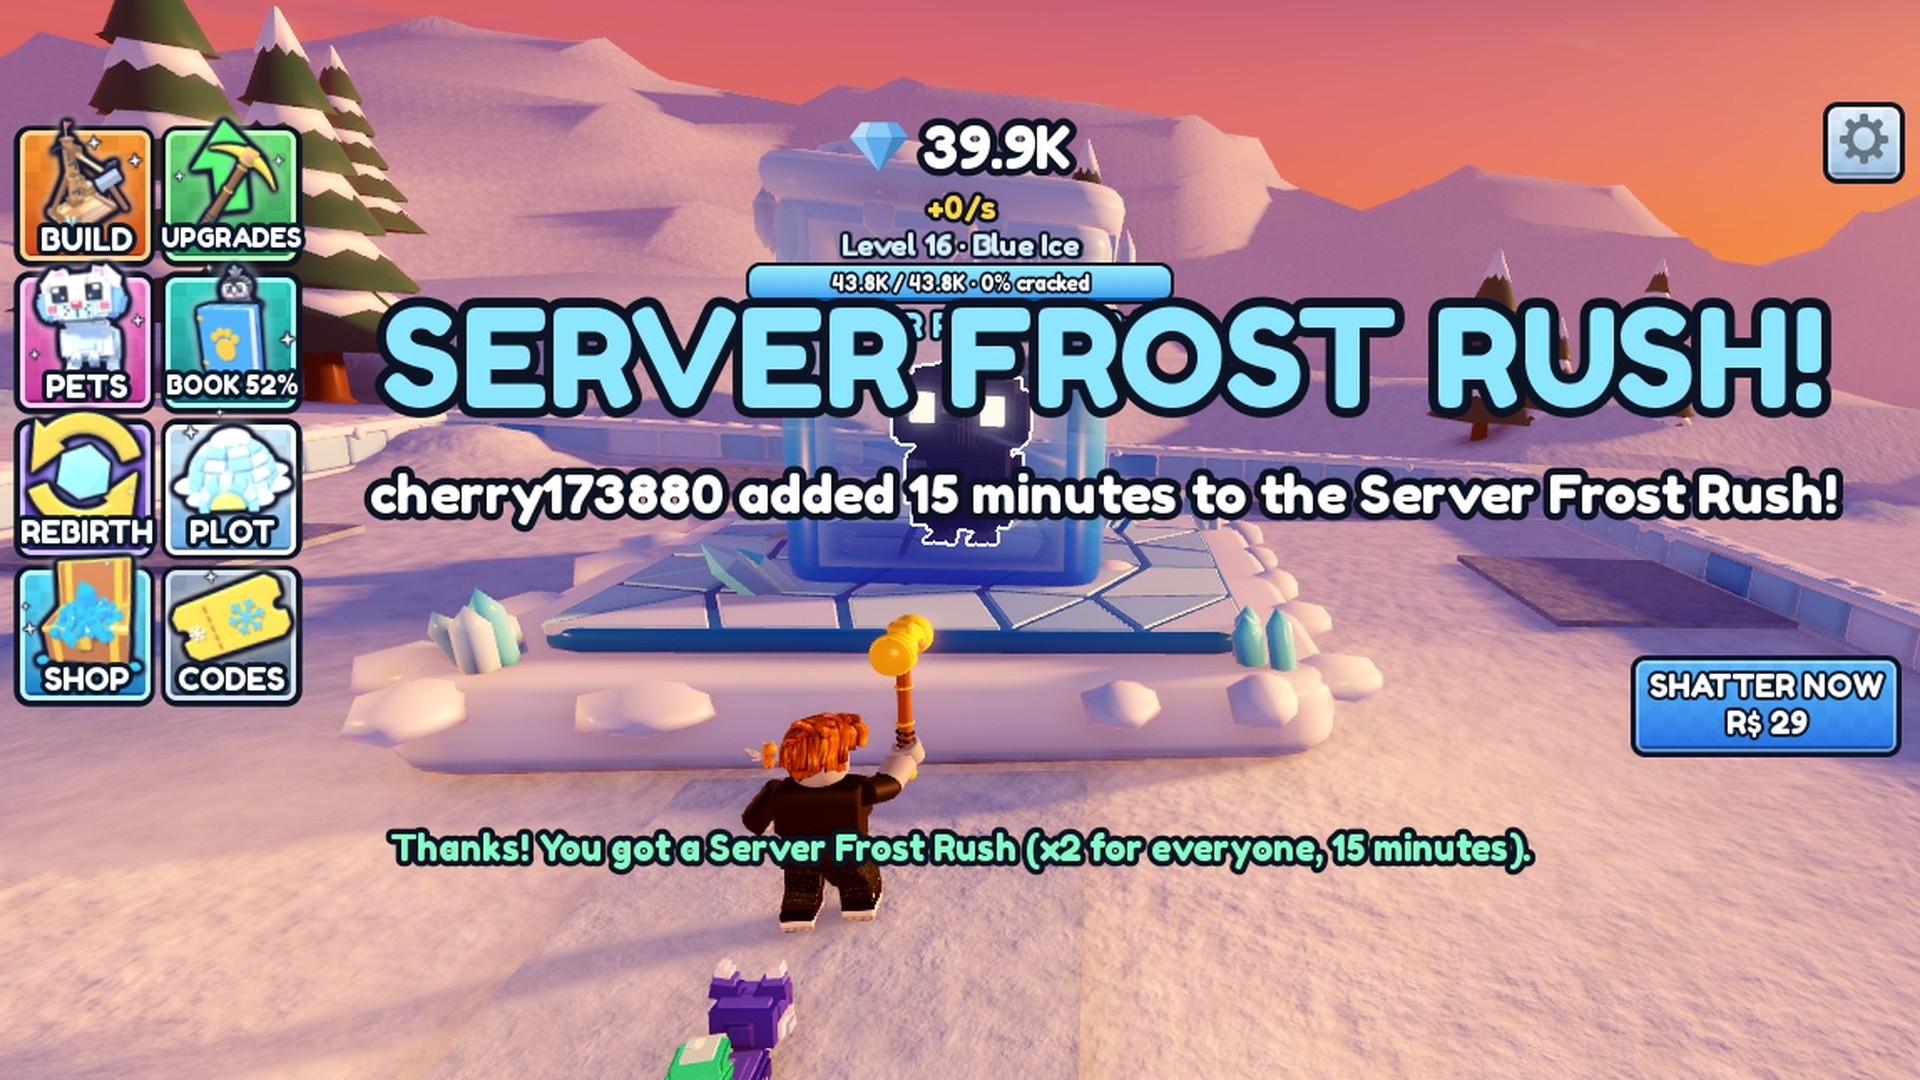 39.9K
+0/s
Level 16 · Blue Ice
43.8K / 43.8K · 0% cracked
SERVER FROST RUSH!
cherry173880 added 15 minutes to the Server Frost Rush!
BUILD
UPGRADES
PETS
BOOK 52%
REBIRTH
PLOT
SHOP
CODES
SHATTER NOW
R$ 29
Thanks! You got a Server Frost Rush (x2 for everyone, 15 minutes).